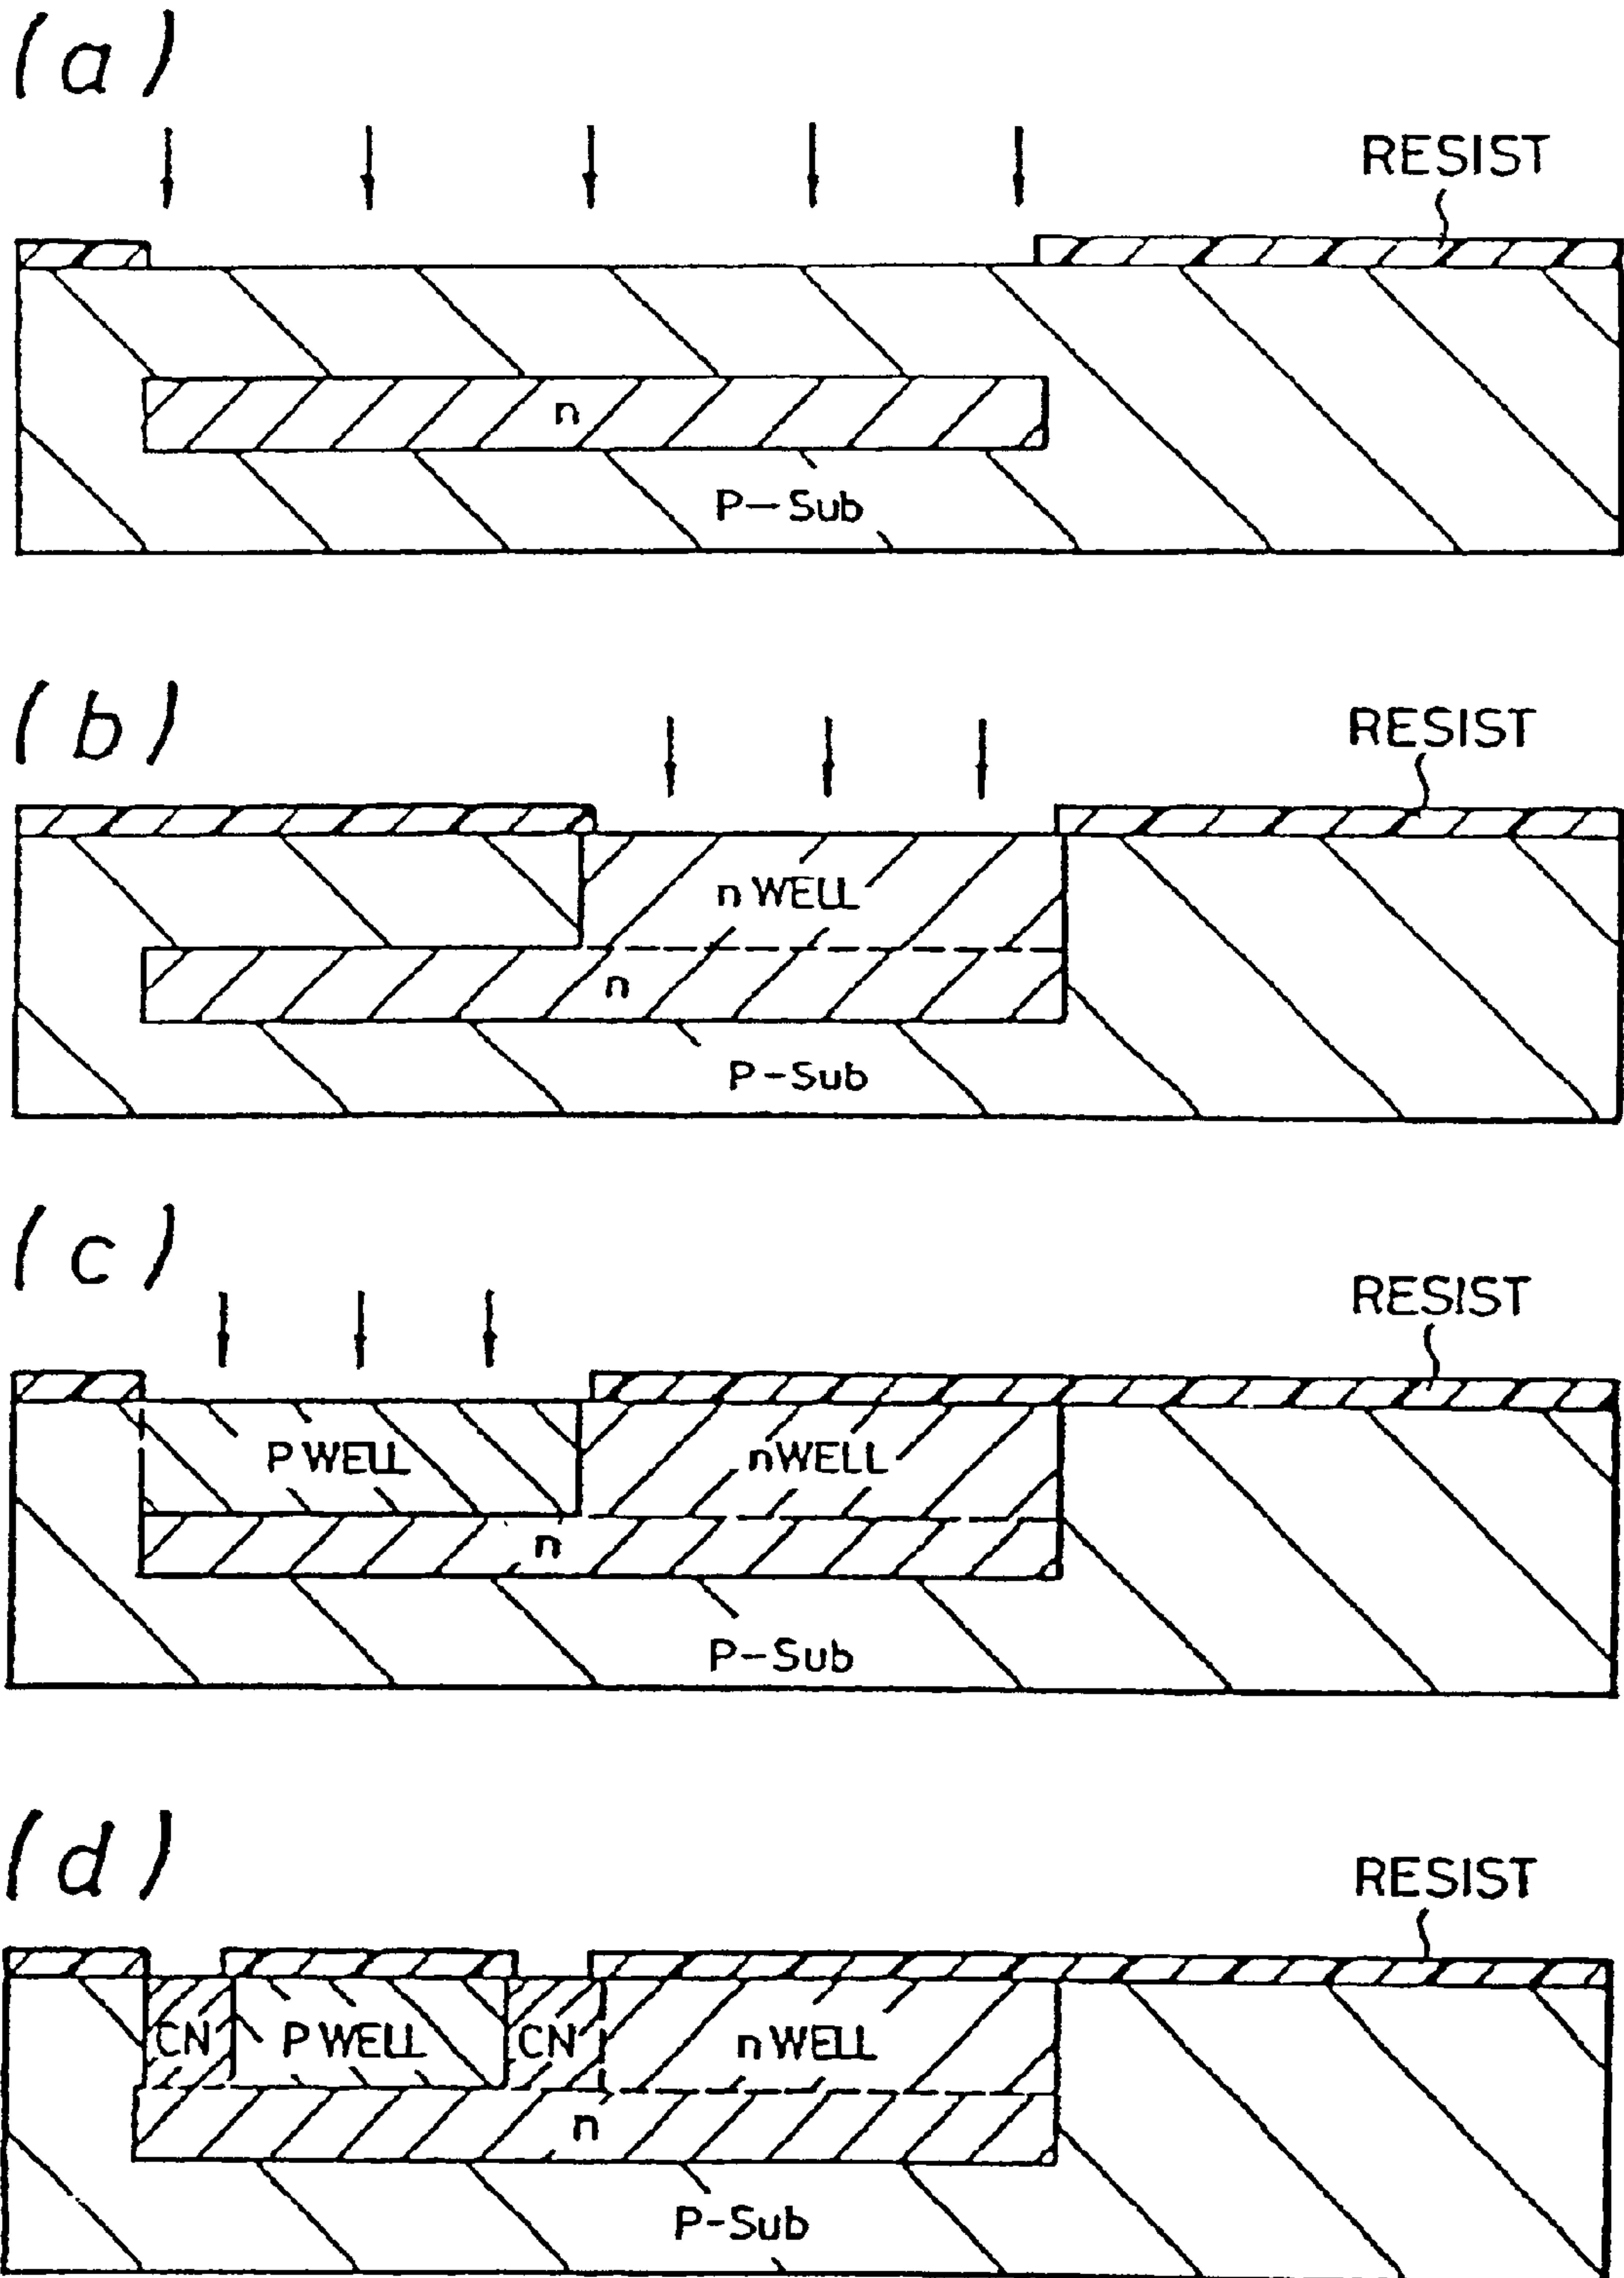 (a)
RESIST
n
P-Sub
(b)
RESIST
n WELL
n
P-Sub
(c)
RESIST
P WELL
nWELL
n
P-Sub
(d)
RESIST
CN
P WELL
CN
n WELL
n
P-Sub